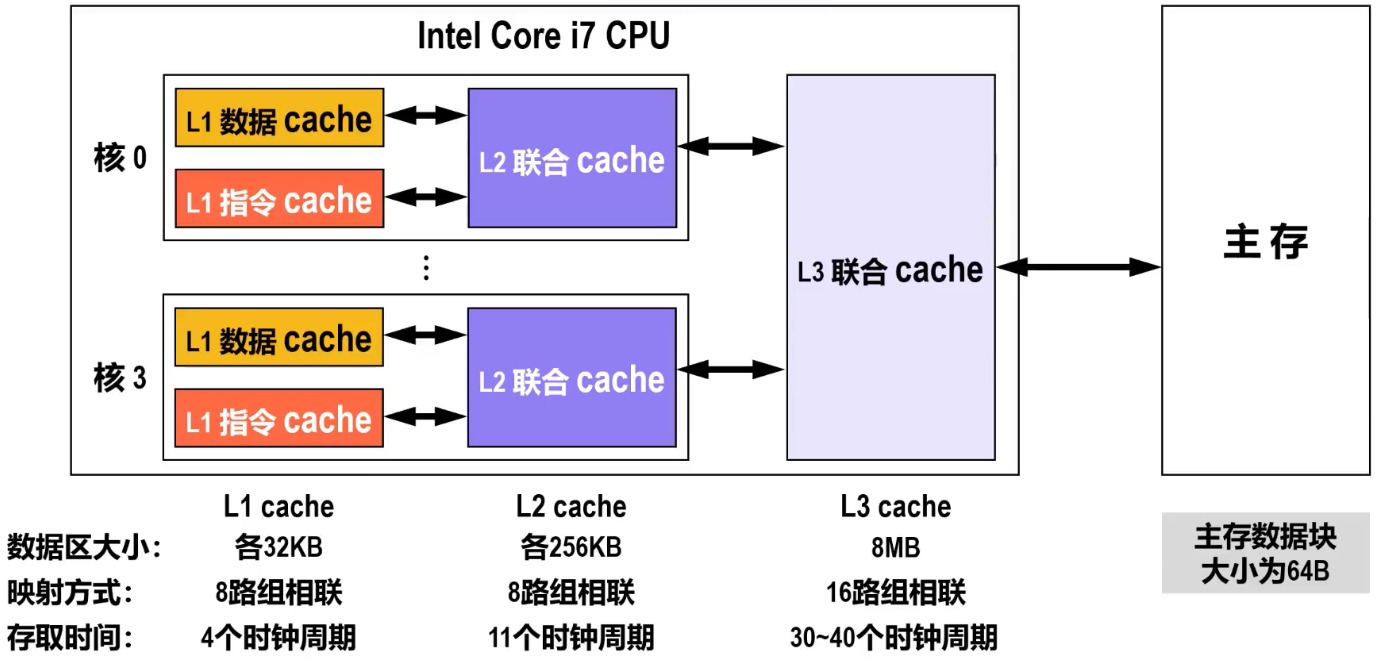 Intel Core i7 CPU
核 0
L1 数据 cache
L1 指令 cache
L2 联合 cache
⋮
核 3
L1 数据 cache
L1 指令 cache
L2 联合 cache
L3 联合 cache
主 存
L1 cache L2 cache L3 cache
数据区大小： 各32KB 各256KB 8MB
映射方式： 8路组相联 8路组相联 16路组相联
存取时间： 4个时钟周期 11个时钟周期 30~40个时钟周期
主存数据块
大小为64B